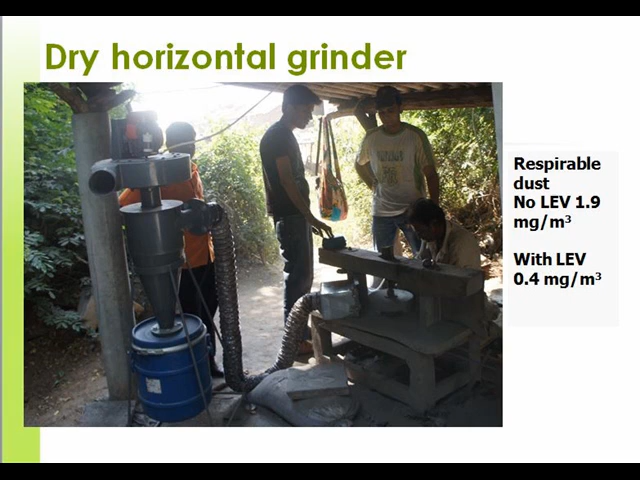 Dry horizontal grinder
Respirable
dust
No LEV 1.9
mg/m³
With LEV
0.4 mg/m³